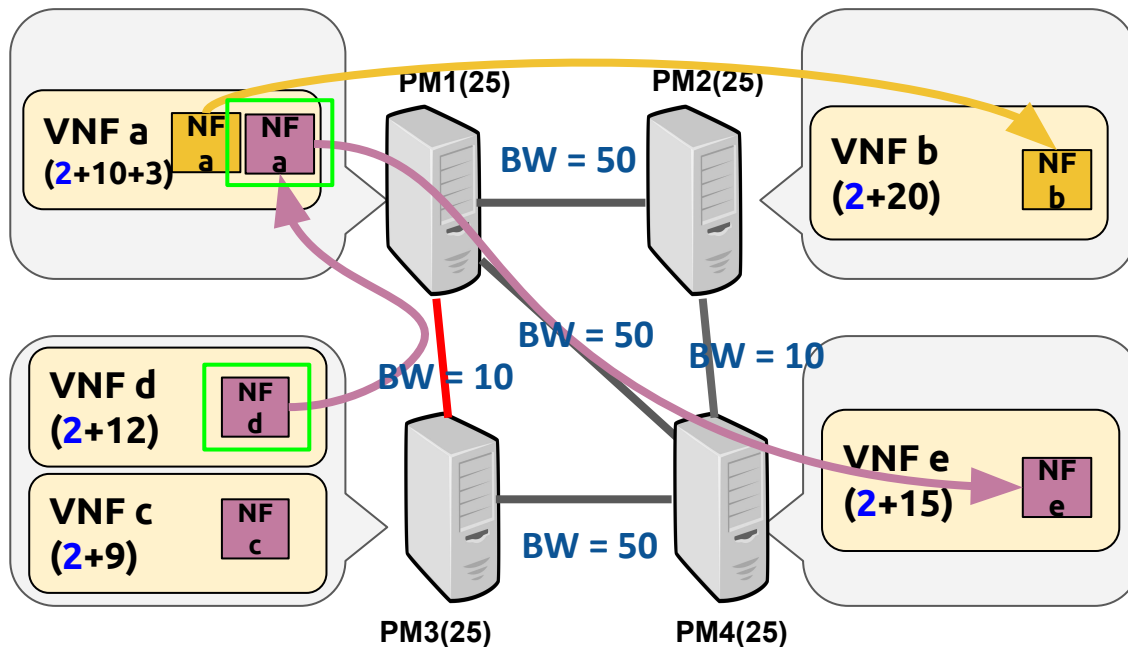 PM1(25)
PM2(25)
VNF a
(2+10+3)
NF
a
NF
a
BW = 50
VNF b
(2+20)
NF
b
BW = 50
BW = 10
BW = 10
VNF d
(2+12)
NF
d
VNF c
(2+9)
NF
c
VNF e
(2+15)
NF
e
BW = 50
PM3(25)
PM4(25)